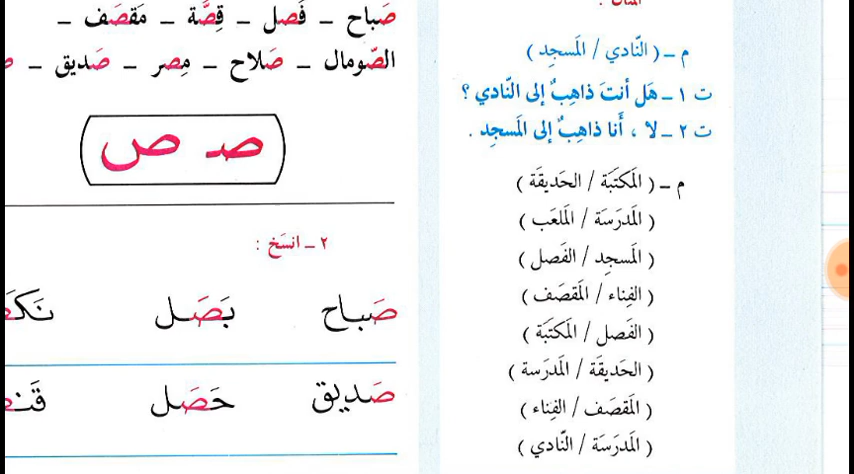 المثال :
م – ( النّادي / المَسجِد )
ت ١ – هَل أنتَ ذاهِبٌ إلى النّادي ؟
ت ٢ – لا ، أَنا ذاهِبٌ إلى المَسجِد .
م – ( المَكتَبَة / الحَديقَة )
( المَدرَسَة / المَلعَب )
( المَسجِد / الفَصل )
( الفِناء / المَقصَف )
( الفَصل / المَكتَبَة )
( الحَديقَة / المَدرَسة )
( المَقصَف / الفِناء )
( المَدرَسَة / النّادي )
صَباح – فَصل – قِصَّة – مَقصَف –
الصّومال – صَلاح – مِصر – صَديق –
صـ ص
٢ – انسَخ :
صَباح بَصَل
صَديق حَصَل